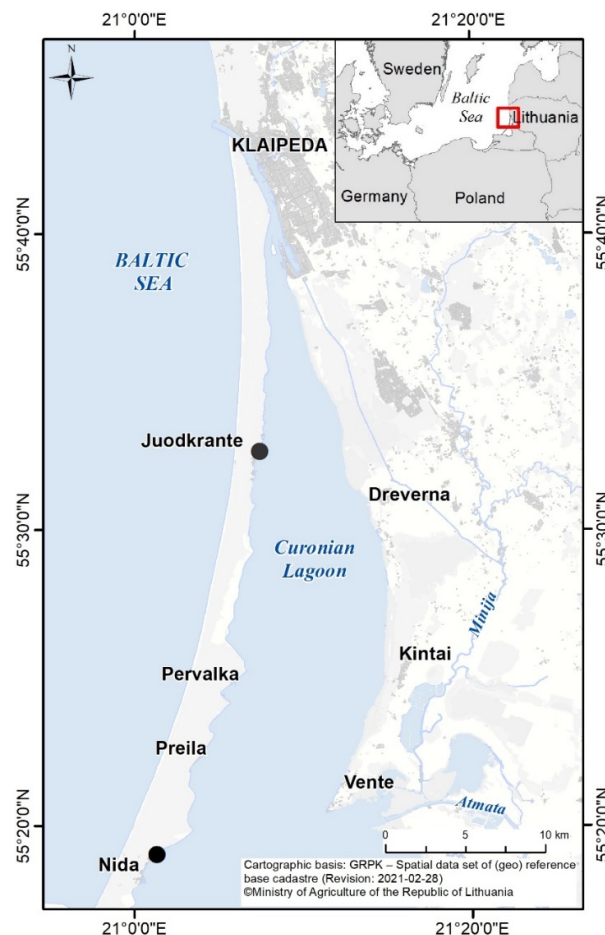 21°0'0"E
21°20'0"E
N
Sweden
Baltic
Sea
Lithuania
Germany
Poland
KLAIPEDA
55°40'0"N
55°40'0"N
BALTIC
SEA
Juodkrante
Dreverna
55°30'0"N
55°30'0"N
Curonian
Lagoon
Minija
Kintai
Pervalka
Preila
Vente
Atmata
55°20'0"N
55°20'0"N
0 5 10 km
Nida
Cartographic basis: GRPK – Spatial data set of (geo) reference
base cadastre (Revision: 2021-02-28)
©Ministry of Agriculture of the Republic of Lithuania
21°0'0"E
21°20'0"E